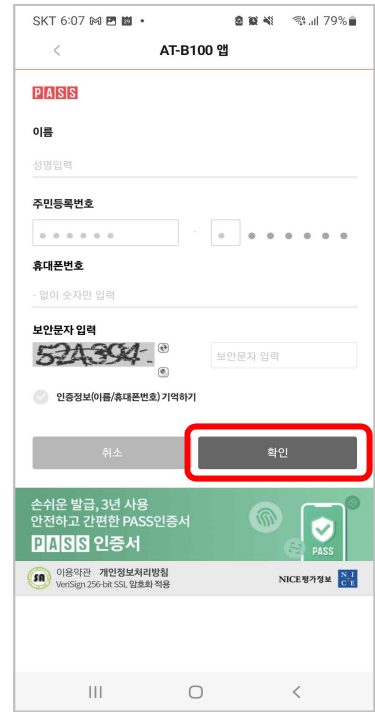 SKT 6:07 79%
AT-B100 앱
PASS
이름
성명입력
주민등록번호
-
휴대폰번호
- 없이 숫자만 입력
보안문자 입력
보안문자 입력
인증정보(이름/휴대폰번호) 기억하기
취소 확인
손쉬운 발급, 3년 사용
안전하고 간편한 PASS인증서
PASS 인증서
PASS
이용약관 개인정보처리방침
VeriSign 256-bit SSL 암호화 적용
NICE평가정보 NICE